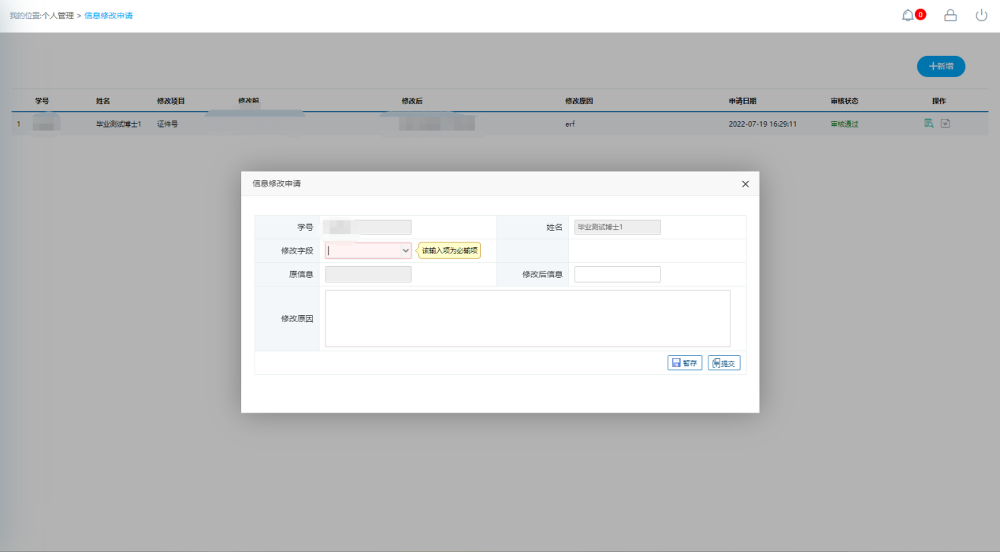 我的位置:个人管理 > 信息修改申请
0
新增
学号 姓名 修改项目 修改前 修改后 修改原因 申请日期 审核状态 操作
1 毕业测试博士1 证件号 erf 2022-07-19 16:29:11 审核通过
信息修改申请
学号 姓名 毕业测试博士1
修改字段 该输入项为必输项
原信息 修改后信息
修改原因
暂存 提交